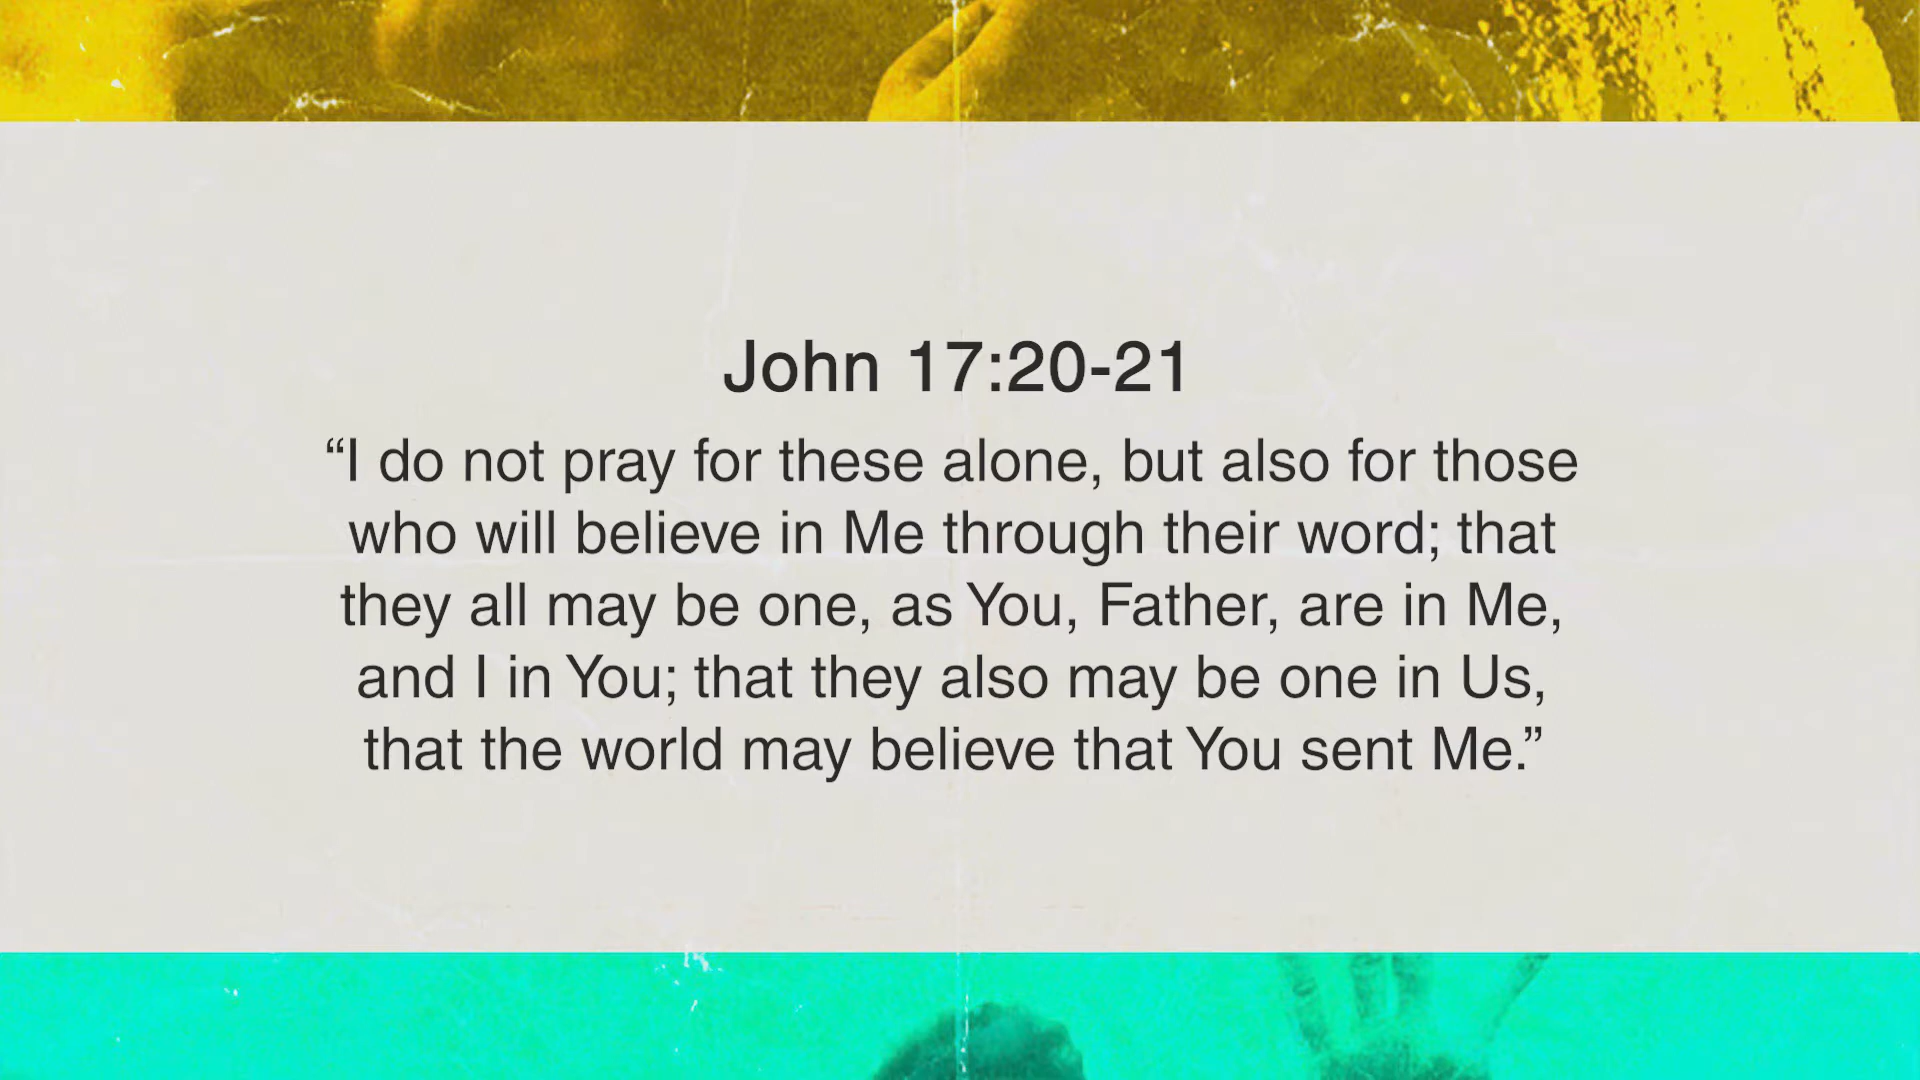 John 17:20-21
“I do not pray for these alone, but also for those
who will believe in Me through their word; that
they all may be one, as You, Father, are in Me,
and I in You; that they also may be one in Us,
that the world may believe that You sent Me.”